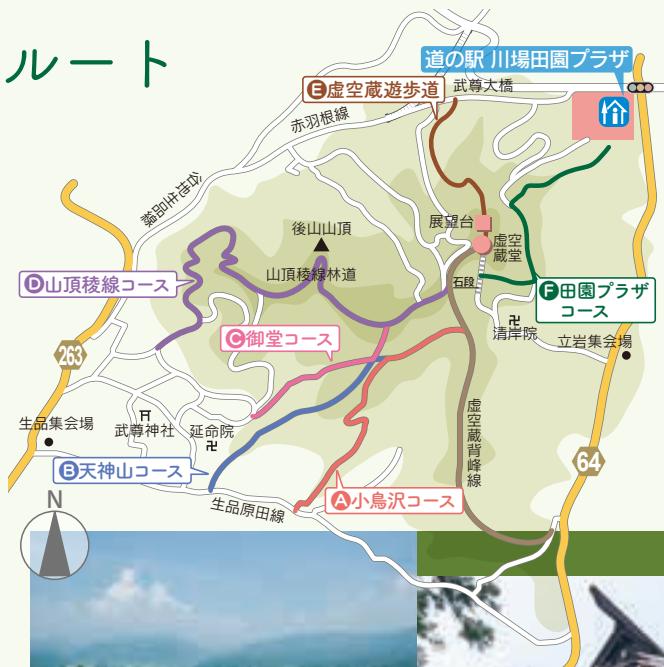 ルート
道の駅 川場田園プラザ
武尊大橋
E虚空蔵遊歩道
赤羽根線
谷地生品線
後山山頂
展望台
虚空
蔵堂
山頂稜線林道
石段
D山頂稜線コース
F田園プラザ
コース
C御堂コース
清岸院
立岩集会場
263
生品集会場
武尊神社
延命院
虚空蔵背峰線
64
B天神山コース
A小鳥沢コース
生品原田線
N